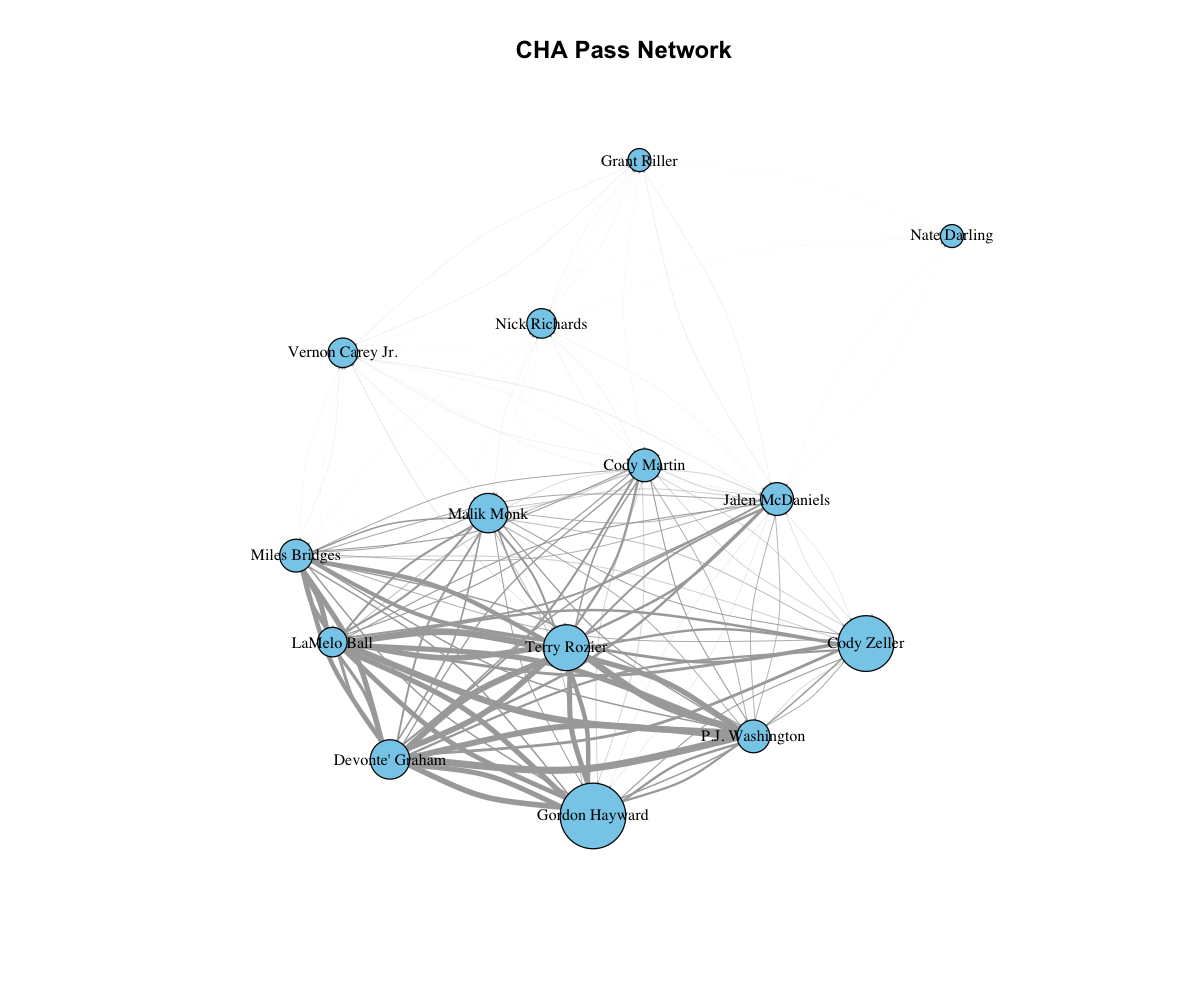 CHA Pass Network
Grant Riller
Nate Darling
Nick Richards
Vernon Carey Jr.
Cody Martin
Jalen McDaniels
Malik Monk
Miles Bridges
LaMelo Ball
Terry Rozier
Cody Zeller
P.J. Washington
Devonte' Graham
Gordon Hayward